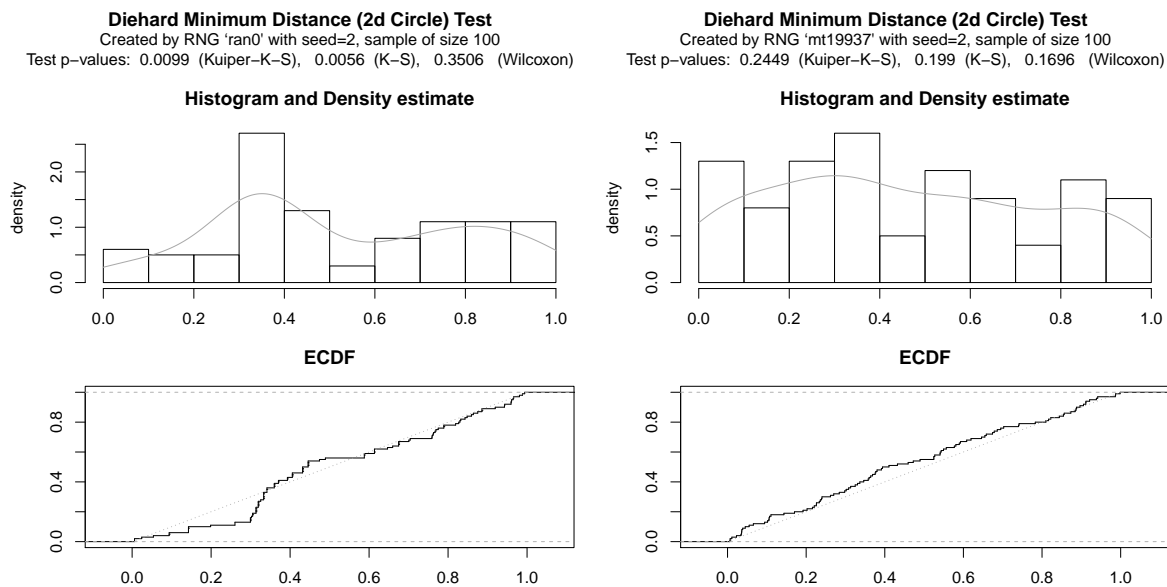 Diehard Minimum Distance (2d Circle) Test
Created by RNG ‘ran0’ with seed=2, sample of size 100
Test p−values: 0.0099 (Kuiper−K−S), 0.0056 (K−S), 0.3506 (Wilcoxon)
Histogram and Density estimate
density
0.0 1.0 2.0
0.0 0.2 0.4 0.6 0.8 1.0
ECDF
0.0 0.4 0.8
0.0 0.2 0.4 0.6 0.8 1.0
Diehard Minimum Distance (2d Circle) Test
Created by RNG ‘mt19937’ with seed=2, sample of size 100
Test p−values: 0.2449 (Kuiper−K−S), 0.199 (K−S), 0.1696 (Wilcoxon)
Histogram and Density estimate
density
0.0 0.5 1.0 1.5
0.0 0.2 0.4 0.6 0.8 1.0
ECDF
0.0 0.4 0.8
0.0 0.2 0.4 0.6 0.8 1.0